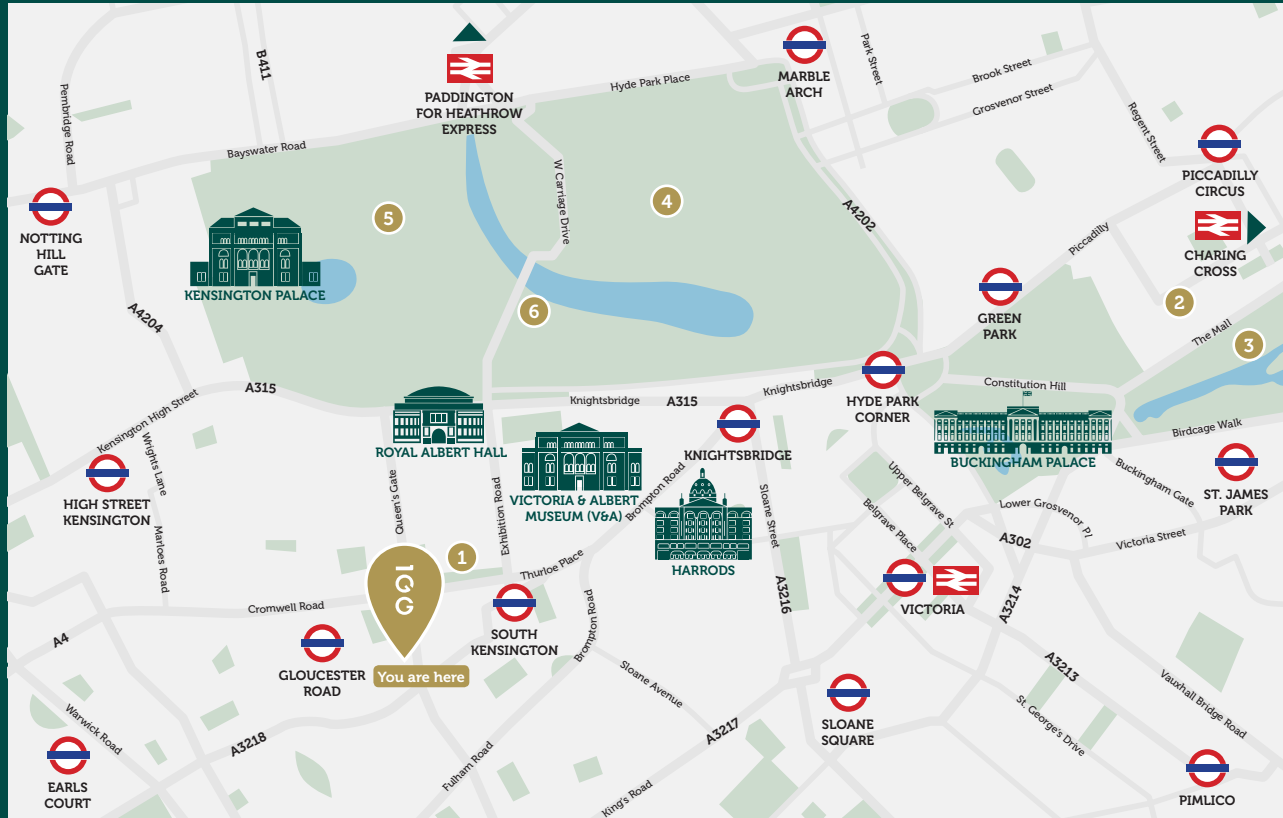 B411
Pembridge Road
PADDINGTON
FOR HEATHROW
EXPRESS
Hyde Park Place
MARBLE
ARCH
Park Street
Brook Street
Grosvenor Street
Regent Street
PICCADILLY
CIRCUS
Bayswater Road
W Carriage Drive
NOTTING
HILL
GATE
5
4
A4202
Piccadilly
CHARING
CROSS
KENSINGTON PALACE
6
GREEN
PARK
2
The Mall
3
A4204
A315
Kensington High Street
Wrights Lane
ROYAL ALBERT HALL
Knightsbridge
A315
Knightsbridge
HYDE PARK
CORNER
Constitution Hill
Birdcage Walk
KNIGHTSBRIDGE
BUCKINGHAM PALACE
HIGH STREET
KENSINGTON
Queen's Gate
Exhibition Road
VICTORIA & ALBERT
MUSEUM (V&A)
Brompton Road
Sloane Street
Upper Belgrave St
Belgrave Place
Lower Grosvenor Pl
Buckingham Gate
ST. JAMES
PARK
Marloes Road
1
HARRODS
A302
Victoria Street
1QG
Thurloe Place
A3216
VICTORIA
A3214
Cromwell Road
A4
GLOUCESTER
ROAD
You are here
SOUTH
KENSINGTON
Brompton Road
Sloane Avenue
A3213
Vauxhall Bridge Road
Warwick Road
A3218
Fulham Road
A3217
SLOANE
SQUARE
St. George's Drive
EARLS
COURT
King's Road
PIMLICO